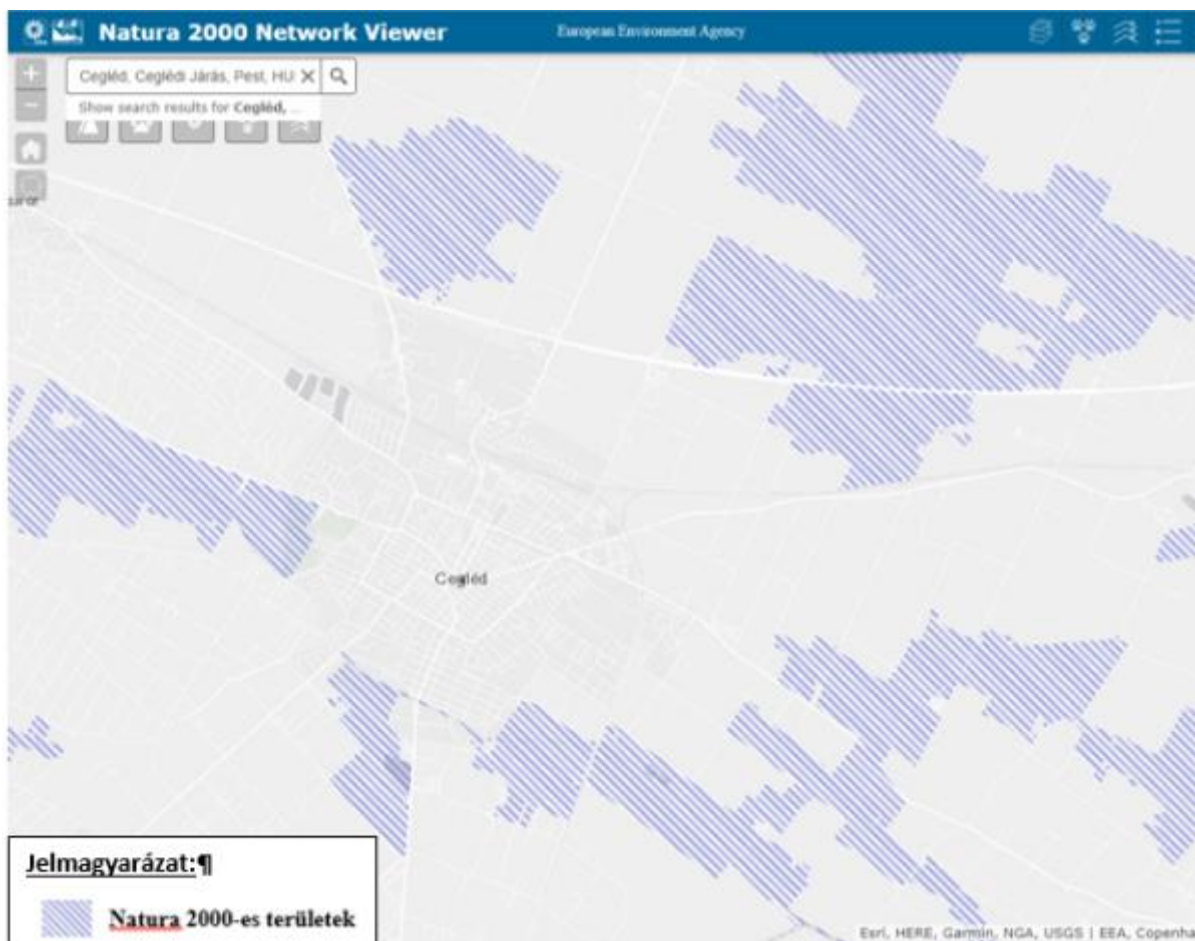 Natura 2000 Network Viewer
European Environment Agency
Cegléd, Ceglédi Járás, Pest, HU
Show search results for Cegléd, ...
Cegléd
Jelmagyarázat:¶
Natura 2000-es területek
Esri, HERE, Garmin, NGA, USGS | EEA, Copenha